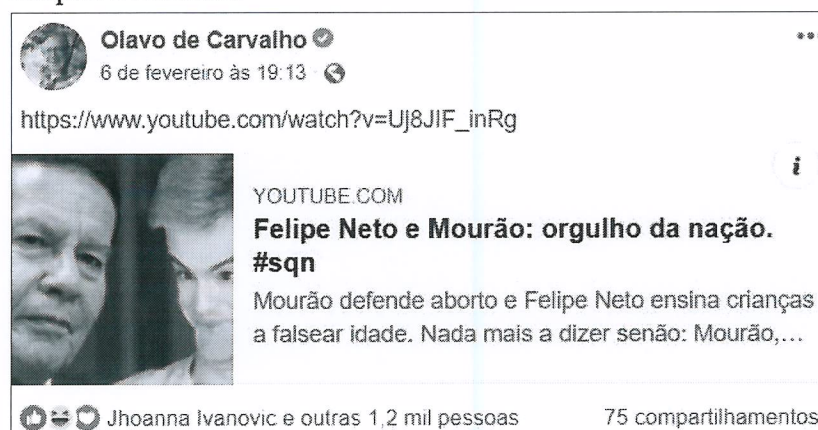 Olavo de Carvalho
6 de fevereiro às 19:13
https://www.youtube.com/watch?v=Uj8JIF_inRg
YOUTUBE.COM
Felipe Neto e Mourão: orgulho da nação.
#sqn
Mourão defende aborto e Felipe Neto ensina crianças
a falsear idade. Nada mais a dizer senão: Mourão,...
Jhoanna Ivanovic e outras 1,2 mil pessoas
75 compartilhamentos